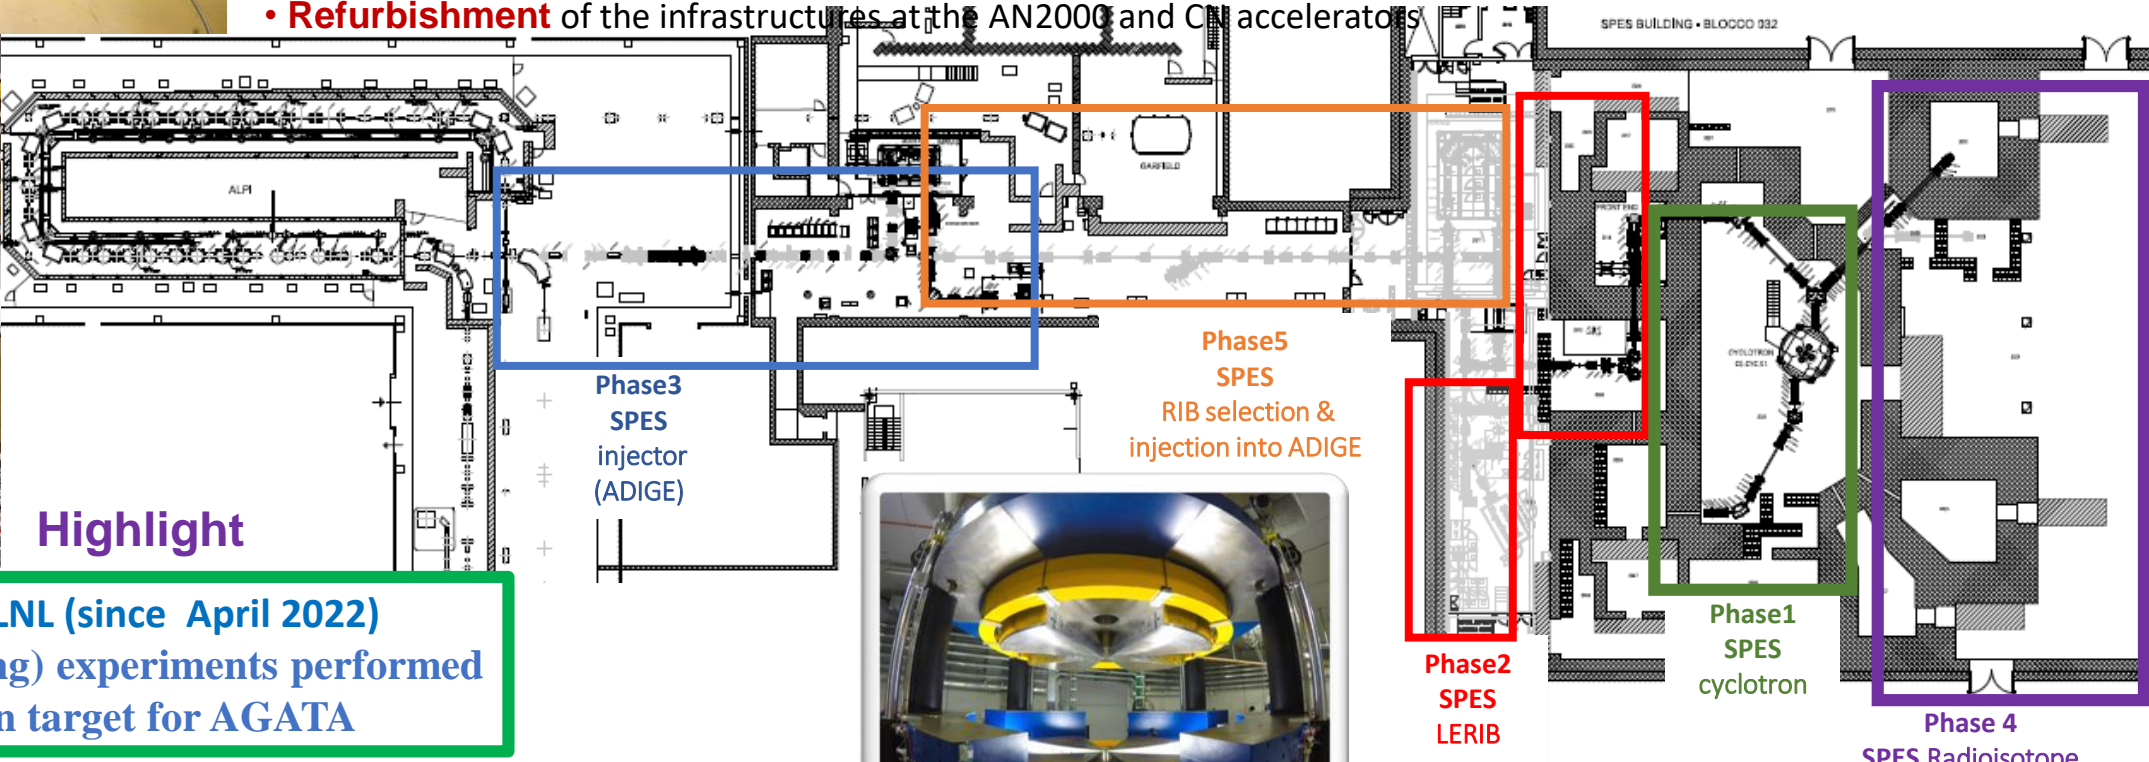 • Refurbishment of the infrastructures at the AN2000 and CN accelerators
SPES BUILDING - BLOCCO 032
ALPI
GARFIELD
FRONT END
CYCLOTRON
Phase3
SPES
injector
(ADIGE)
Phase5
SPES
RIB selection &
injection into ADIGE
Phase2
SPES
LERIB
Phase1
SPES
cyclotron
Phase 4
SPES Radioisotope
Highlight
LNL (since April 2022)
ng) experiments performed
n target for AGATA